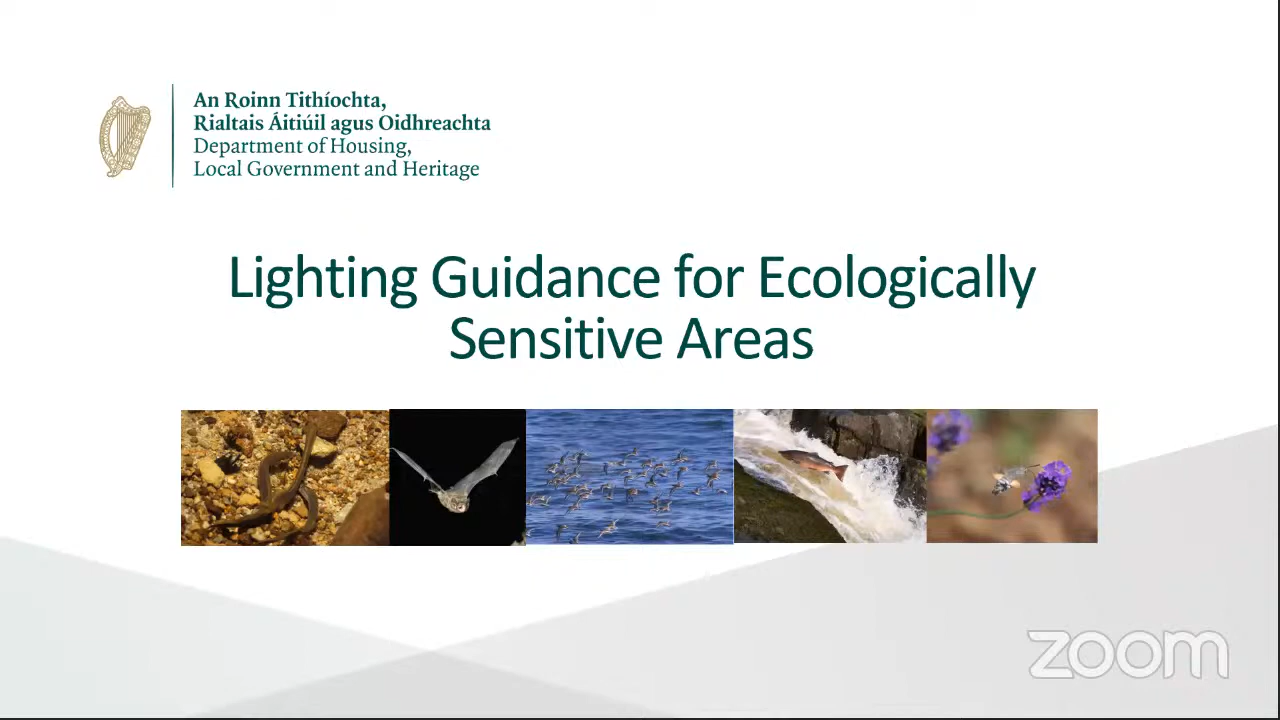 An Roinn Tithíochta,
Rialtais Áitiúil agus Oidhreachta
Department of Housing,
Local Government and Heritage
Lighting Guidance for Ecologically
Sensitive Areas
zoom